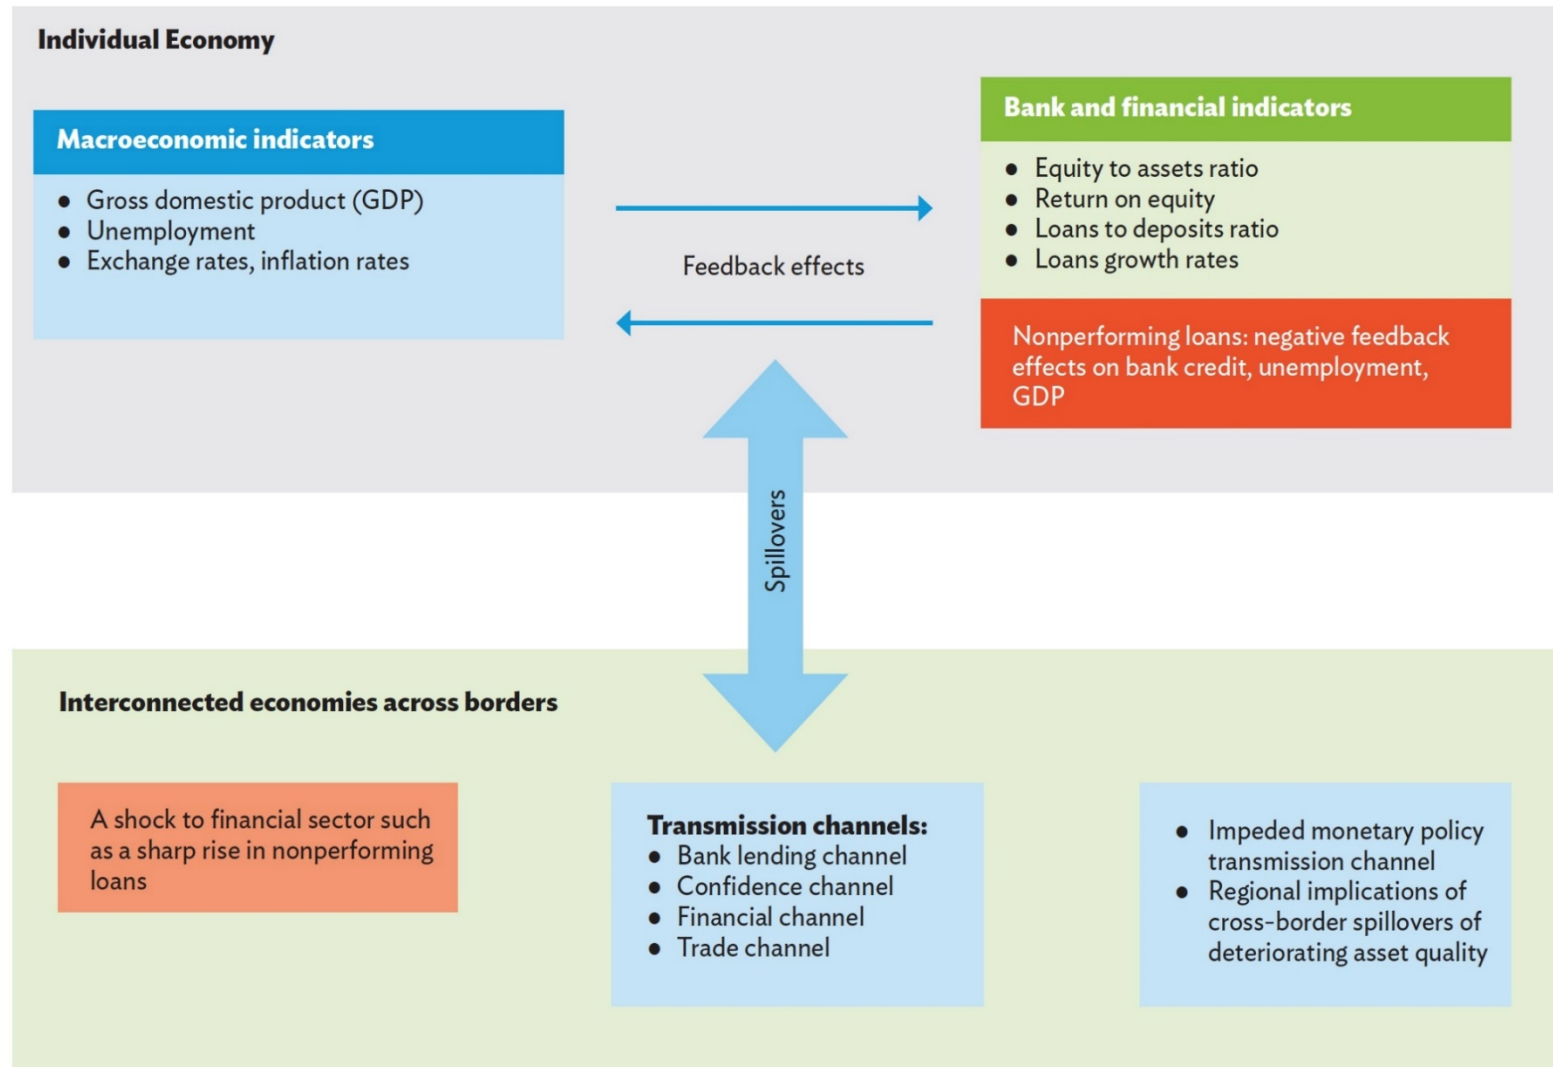 Individual Economy
Macroeconomic indicators
● Gross domestic product (GDP)
● Unemployment
● Exchange rates, inflation rates
Feedback effects
Bank and financial indicators
● Equity to assets ratio
● Return on equity
● Loans to deposits ratio
● Loans growth rates
Nonperforming loans: negative feedback
effects on bank credit, unemployment,
GDP
Spillovers
Interconnected economies across borders
A shock to financial sector such
as a sharp rise in nonperforming
loans
Transmission channels:
● Bank lending channel
● Confidence channel
● Financial channel
● Trade channel
● Impeded monetary policy
transmission channel
● Regional implications of
cross-border spillovers of
deteriorating asset quality